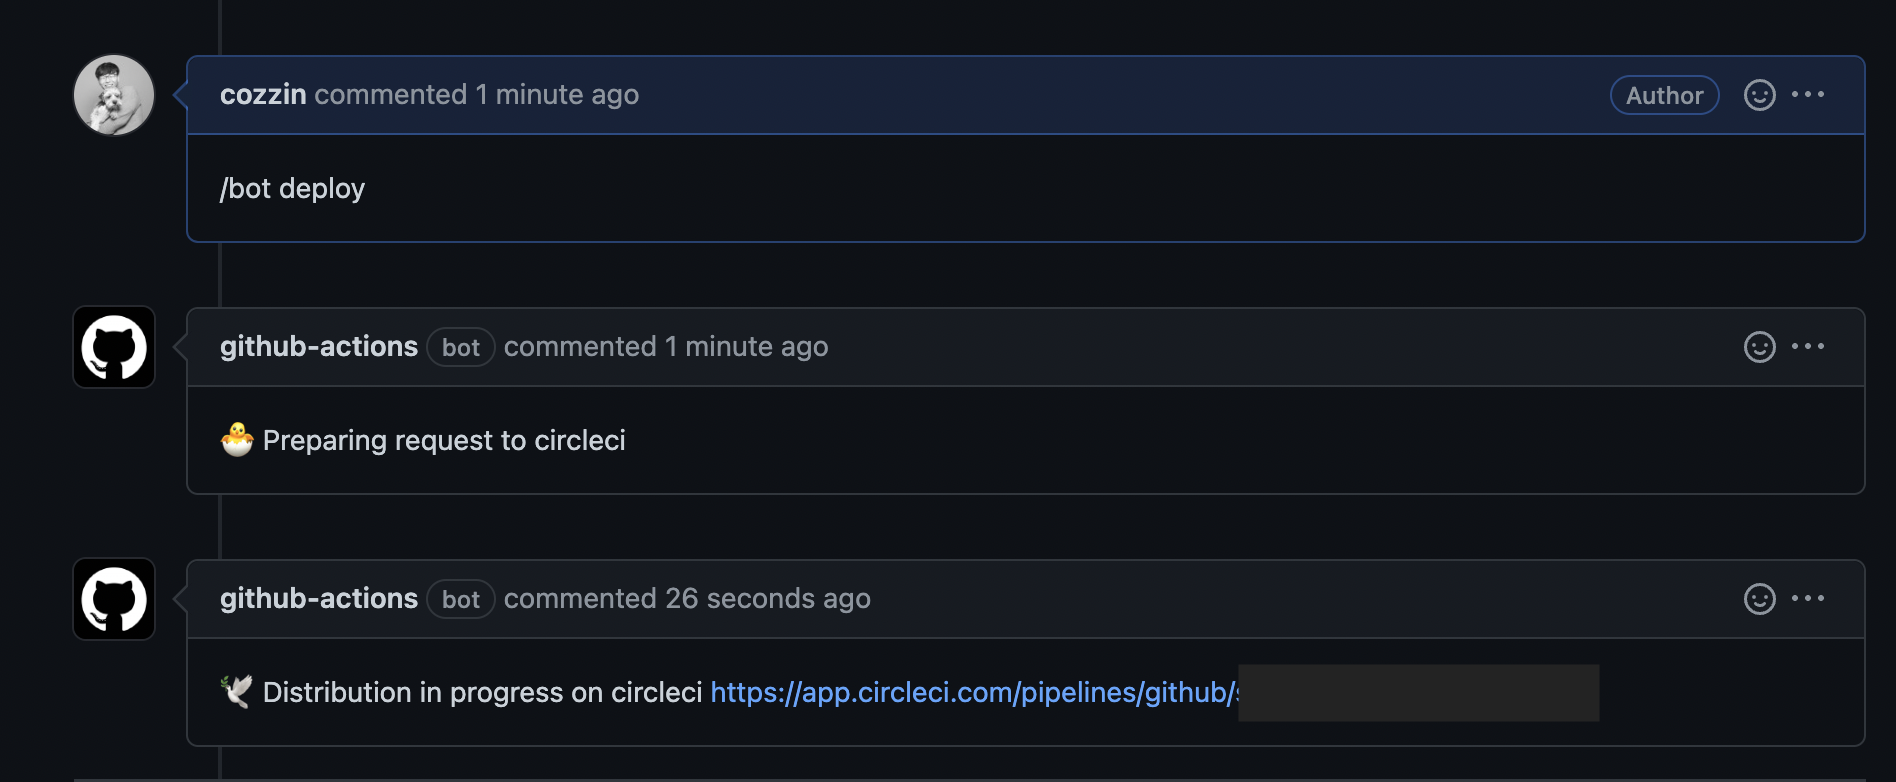 cozzin commented 1 minute ago Author
/bot deploy
github-actions bot commented 1 minute ago
🐣 Preparing request to circleci
github-actions bot commented 26 seconds ago
🕊 Distribution in progress on circleci https://app.circleci.com/pipelines/github/